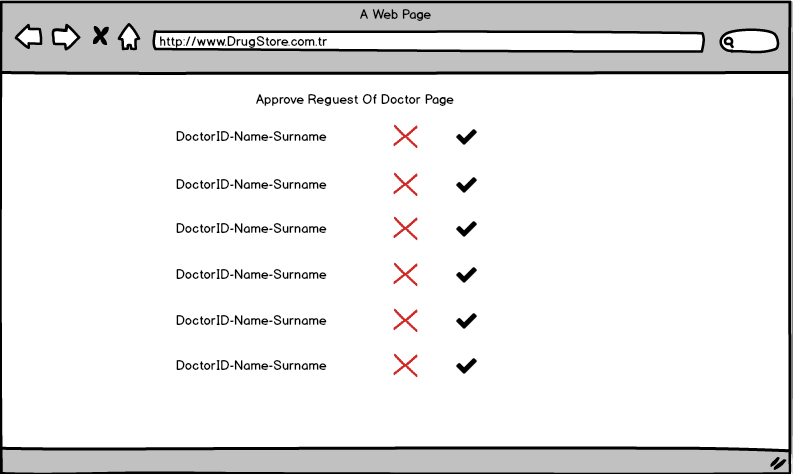 A Web Page
http://www.DrugStore.com.tr
Approve Reguest Of Doctor Page
DoctorID-Name-Surname
DoctorID-Name-Surname
DoctorID-Name-Surname
DoctorID-Name-Surname
DoctorID-Name-Surname
DoctorID-Name-Surname